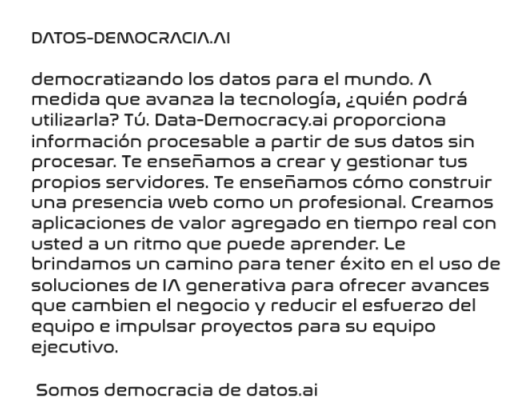 DATOS-DEMOCRACIA.AI
democratizando los datos para el mundo. A
medida que avanza la tecnología, ¿quién podrá
utilizarla? Tú. Data-Democracy.ai proporciona
información procesable a partir de sus datos sin
procesar. Te enseñamos a crear y gestionar tus
propios servidores. Te enseñamos cómo construir
una presencia web como un profesional. Creamos
aplicaciones de valor agregado en tiempo real con
usted a un ritmo que puede aprender. Le
brindamos un camino para tener éxito en el uso de
soluciones de IA generativa para ofrecer avances
que cambien el negocio y reducir el esfuerzo del
equipo e impulsar proyectos para su equipo
ejecutivo.
Somos democracia de datos.ai